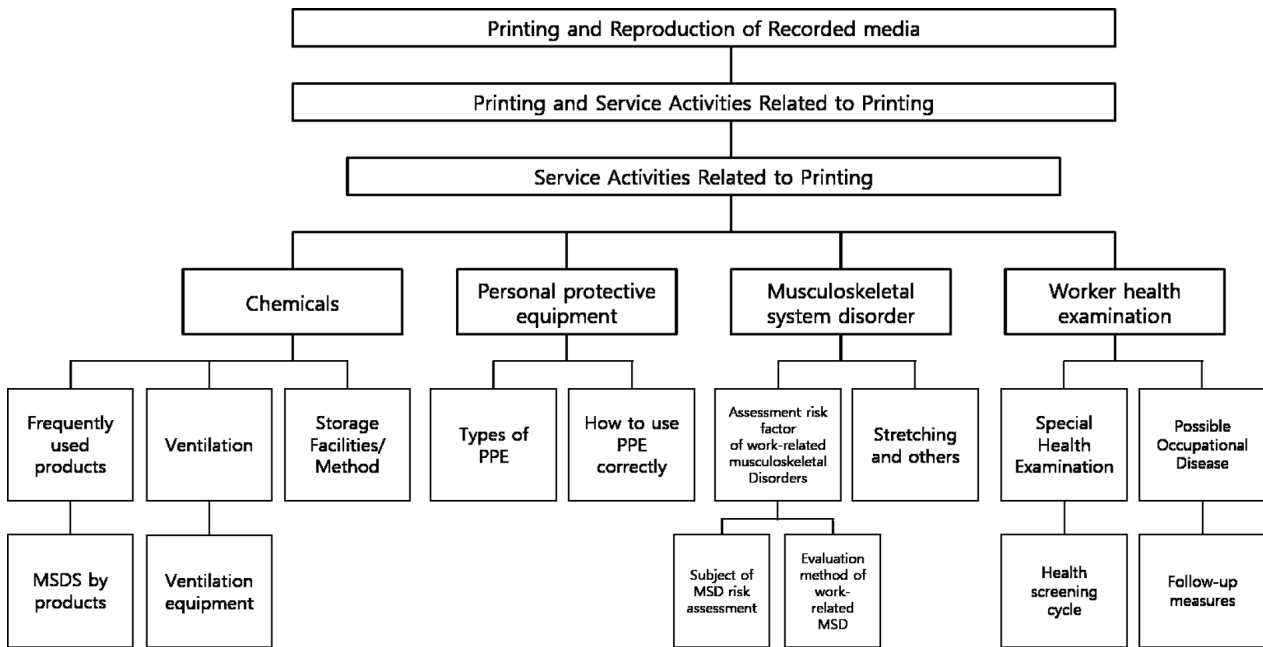 Printing and Reproduction of Recorded media
Printing and Service Activities Related to Printing
Service Activities Related to Printing
Chemicals
Personal protective
equipment
Musculoskeletal
system disorder
Worker health
examination
Frequently
used
products
Ventilation
Storage
Facilities/
Method
Types of
PPE
How to use
PPE
correctly
Assessment risk
factor
of work-related
musculoskeletal
Disorders
Stretching
and others
Special
Health
Examination
Possible
Occupational
Disease
MSDS by
products
Ventilation
equipment
Subject of
MSD risk
assessment
Evaluation
method of
work-
related
MSD
Health
screening
cycle
Follow-up
measures